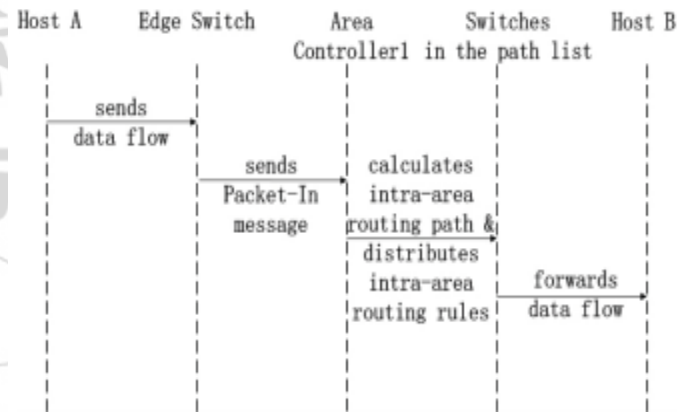 Host A Edge Switch Area Switches Host B
Controller1 in the path list
sends
data flow
sends
Packet-In
message
calculates
intra-area
routing path &
distributes
intra-area
routing rules
forwards
data flow